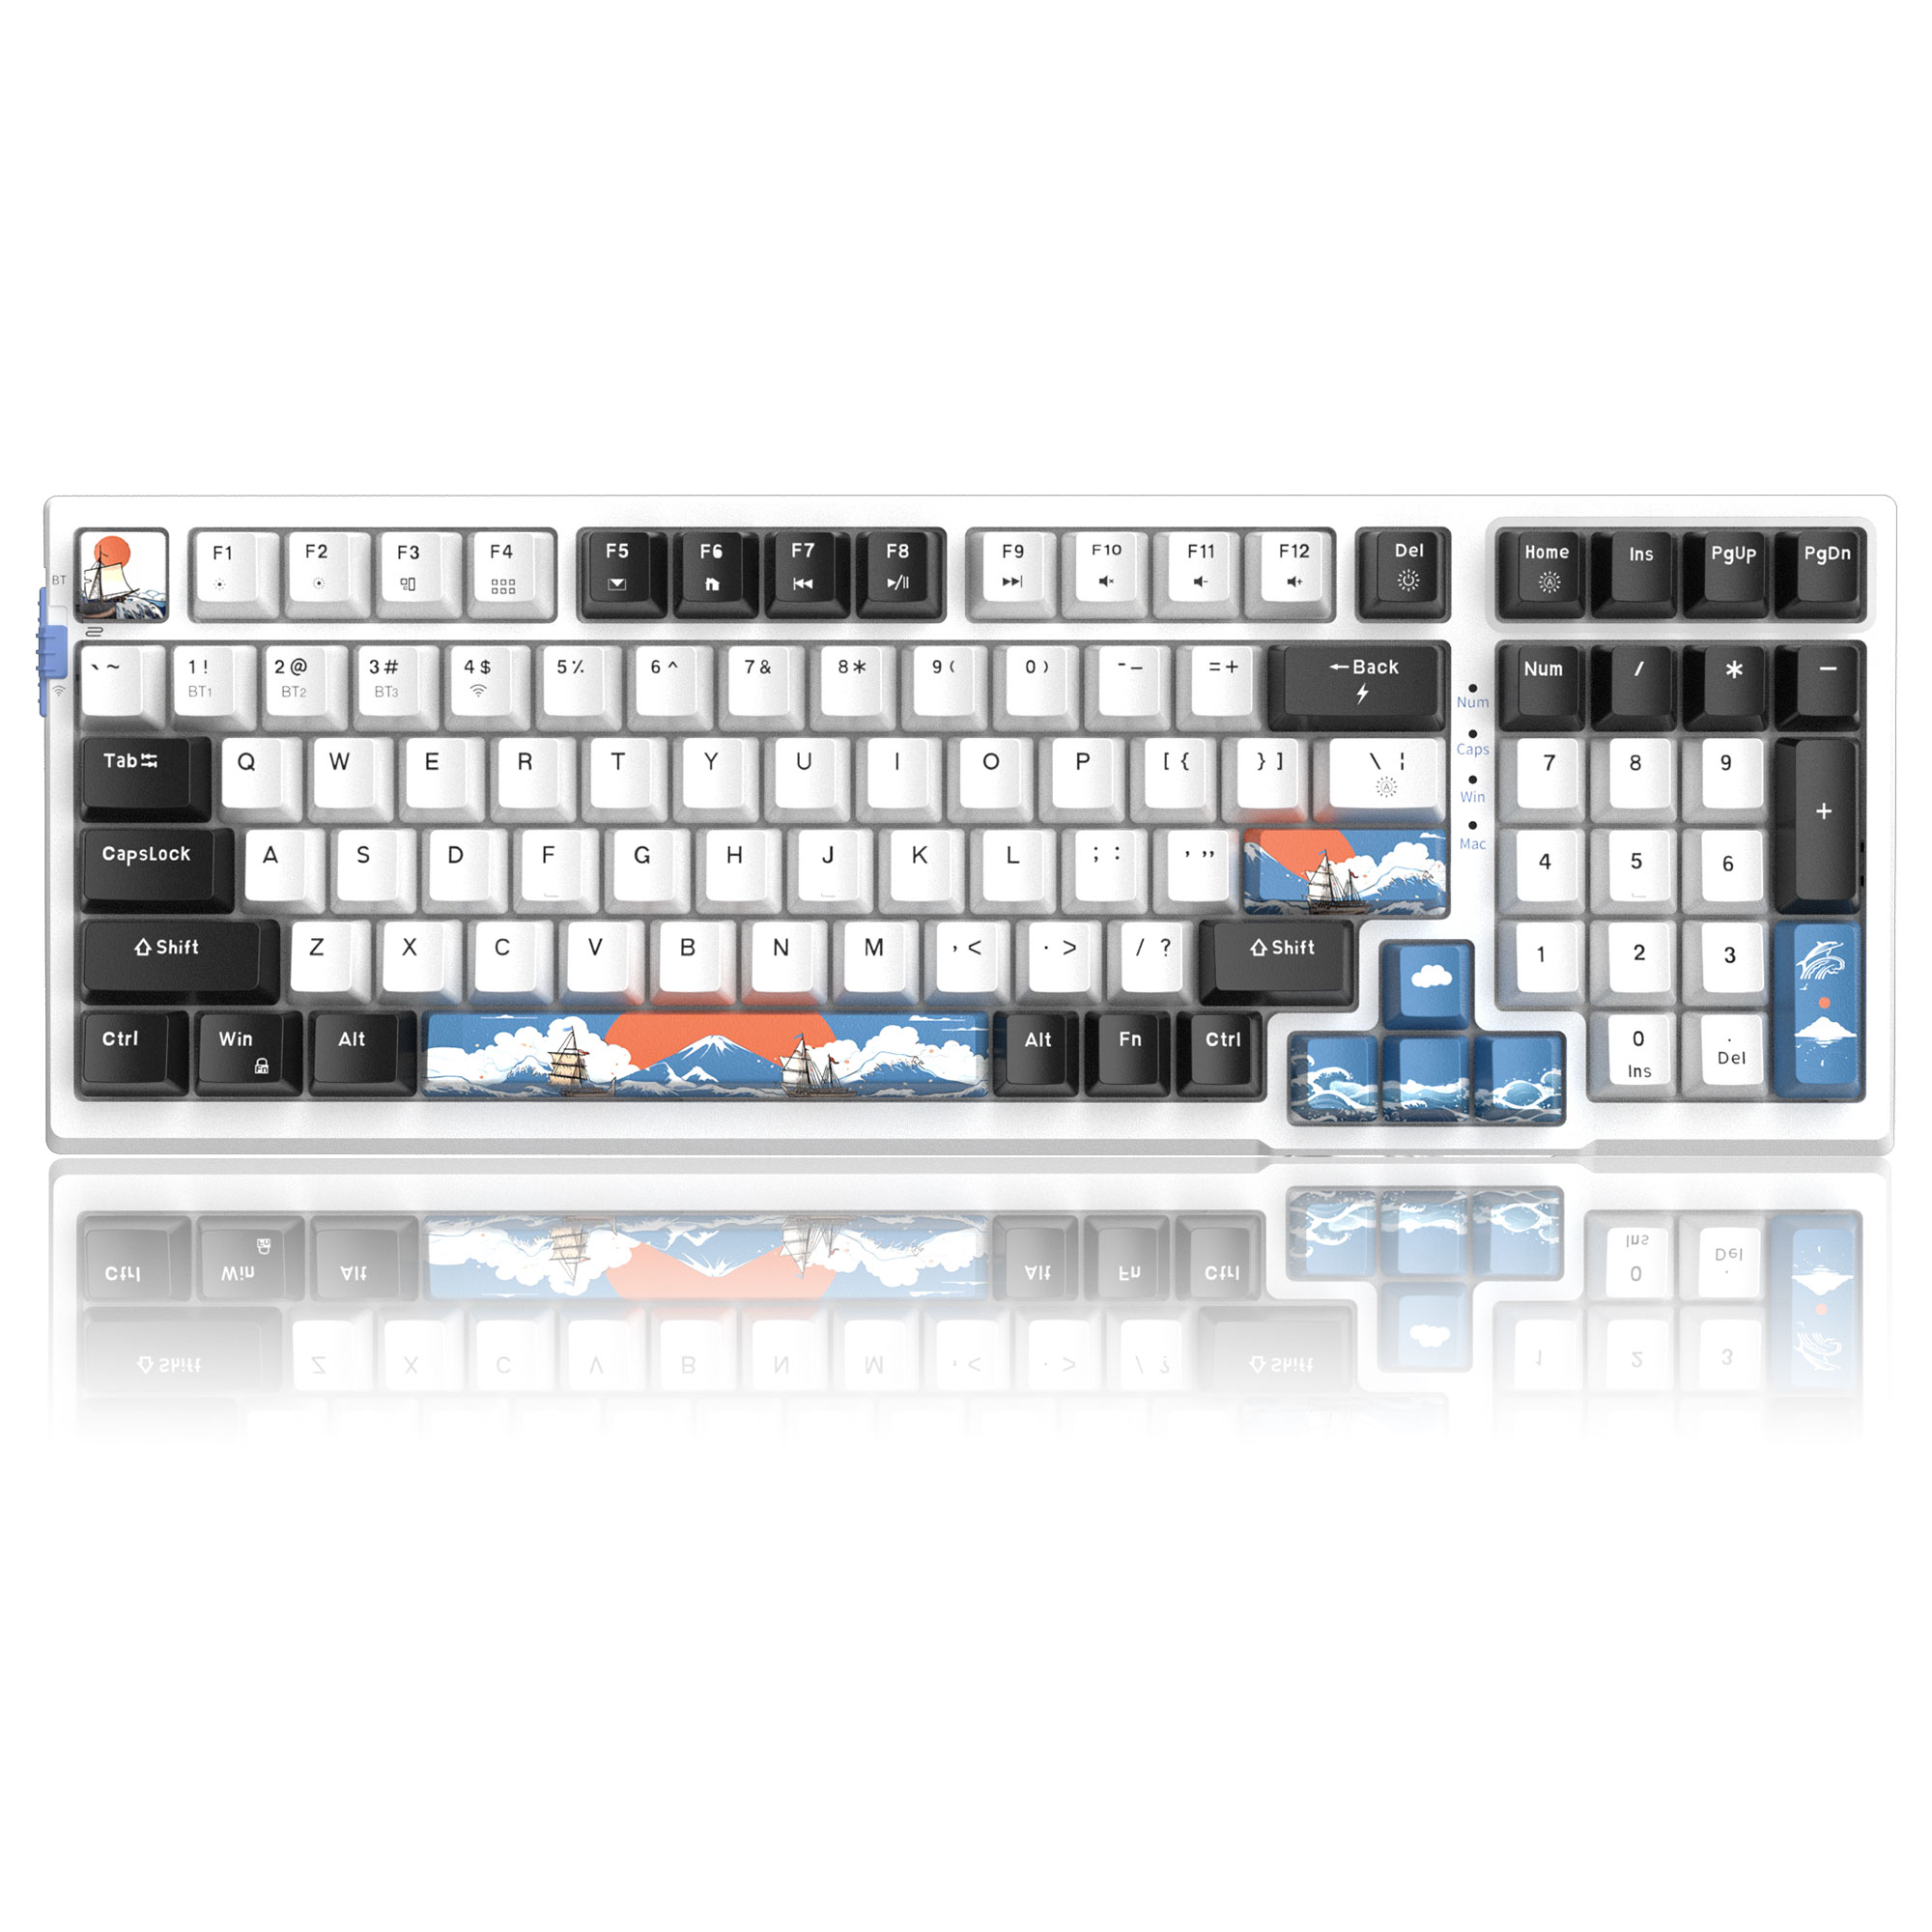 BT
F1 F2 F3 F4 F5 F6 F7 F8 F9 F10 F11 F12 Del Home Ins PgUp PgDn
` ~ 1 ! 2 @ 3 # 4 $ 5 % 6 ^ 7 & 8 * 9 ( 0 ) - – = + ←Back Num / * −
BT1 BT2 BT3
Num
Caps
Win
Mac
Tab Q W E R T Y U I O P [ { } ] \ ¦ 7 8 9 +
CapsLock A S D F G H J K L ; : ' ,, 4 5 6
Shift Z X C V B N M , < . > / ? Shift 1 2 3
Ctrl Win Alt Alt Fn Ctrl 0 .
Ins Del